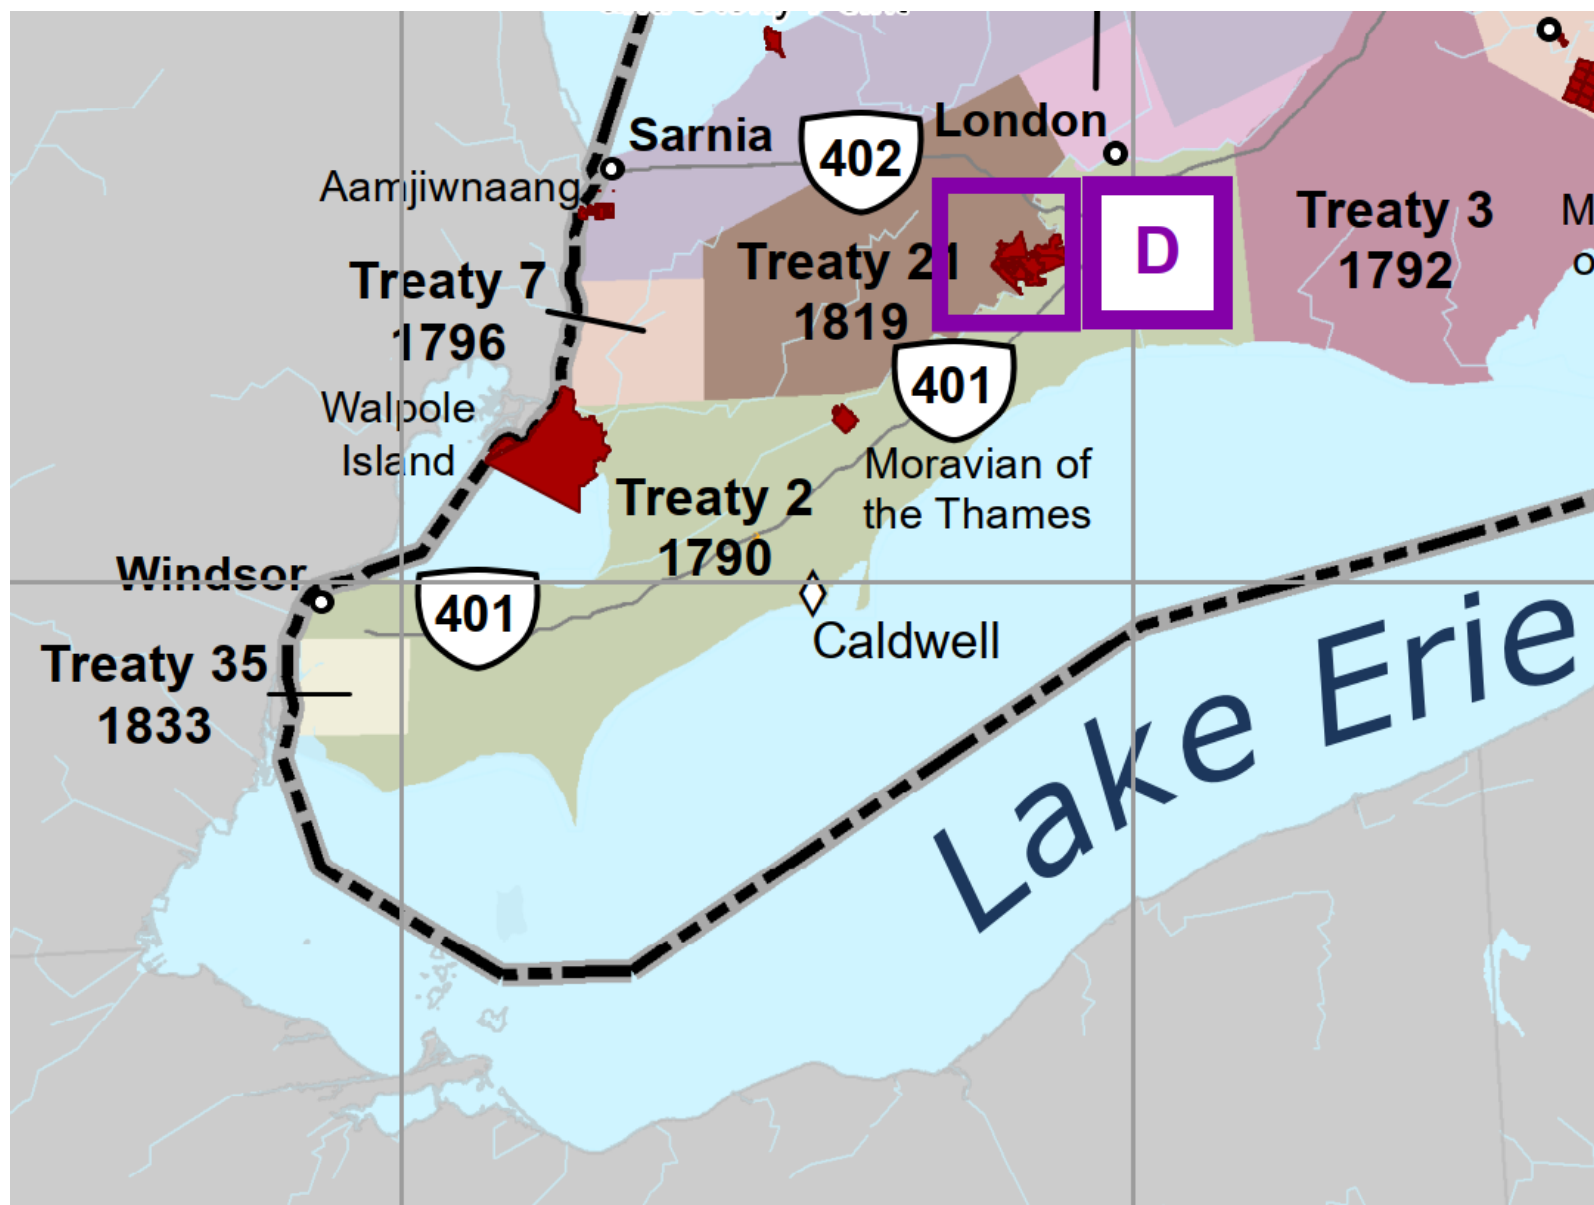 Sarnia
London
402
Aamjiwnaang
D
Treaty 3
1792
M
o
Treaty 21
1819
Treaty 7
1796
401
Walpole
Island
Moravian of
the Thames
Treaty 2
1790
Windsor
401
Caldwell
Treaty 35
1833
Lake Erie